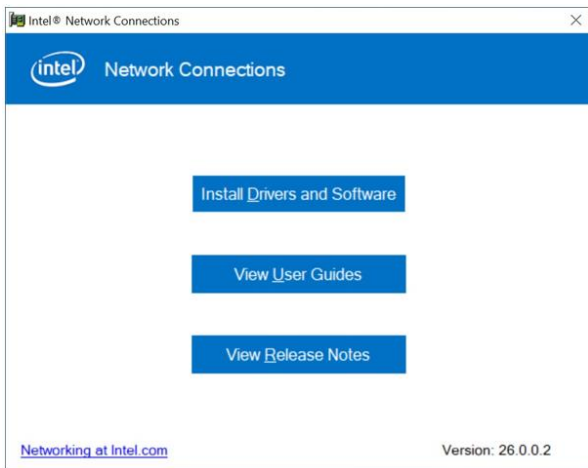 Intel® Network Connections
intel Network Connections
Install Drivers and Software
View User Guides
View Release Notes
Networking at Intel.com Version: 26.0.0.2